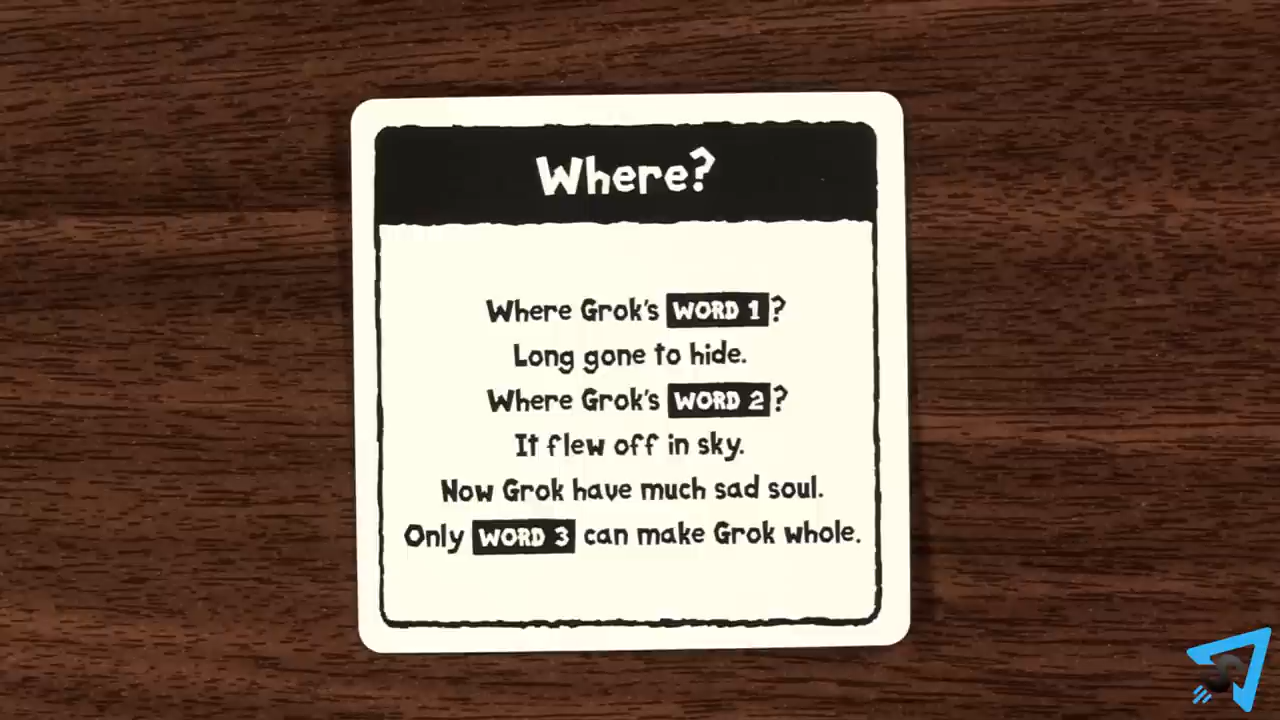 Where?
Where Grok's WORD 1?
Long gone to hide.
Where Grok's WORD 2?
It flew off in sky.
Now Grok have much sad soul.
Only WORD 3 can make Grok whole.